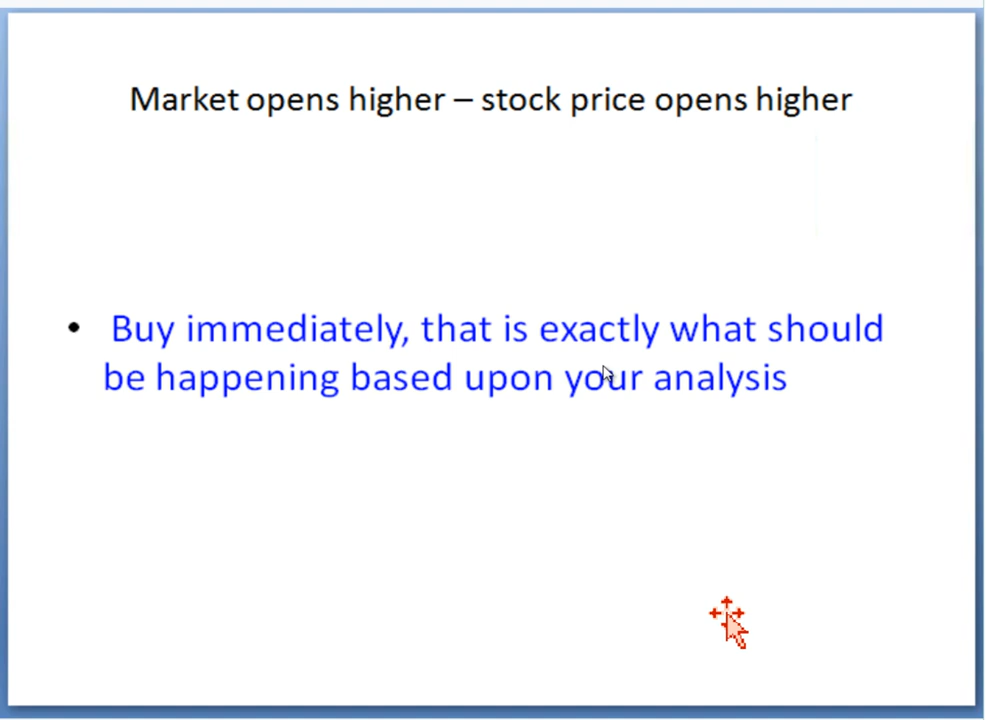 Market opens higher – stock price opens higher
• Buy immediately, that is exactly what should
be happening based upon your analysis